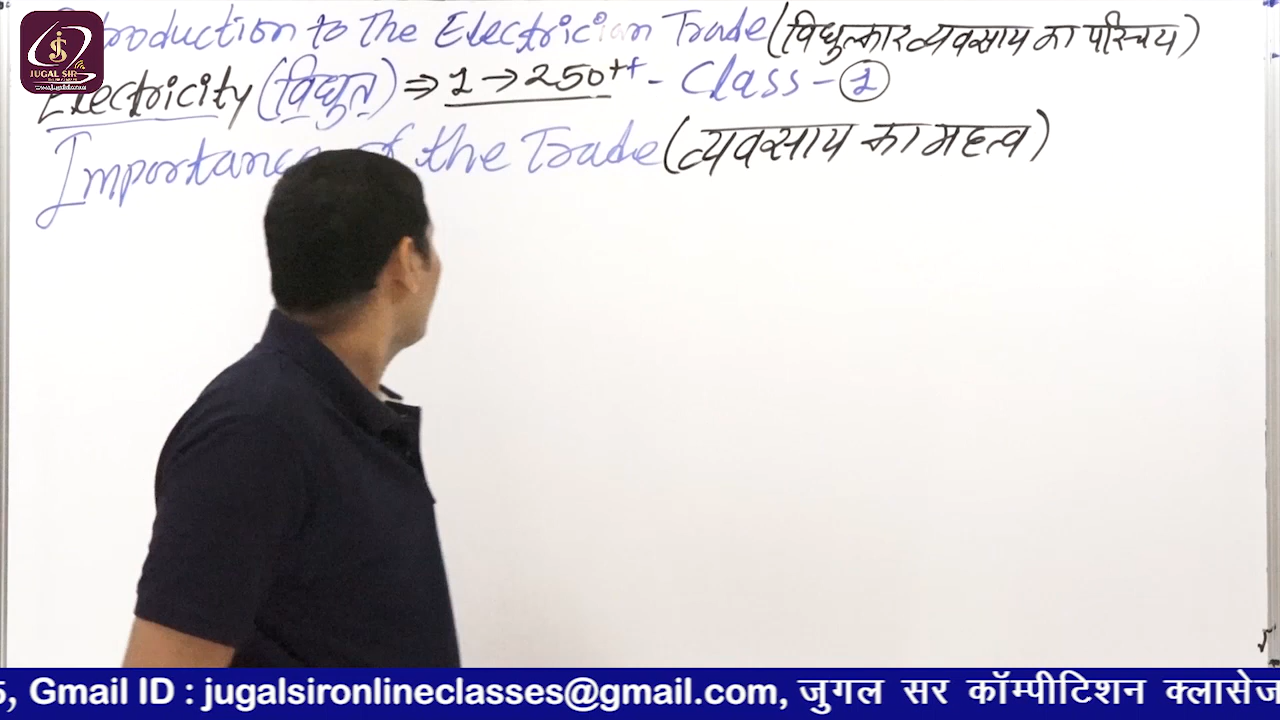 Introduction to The Electrician Trade (विधुत्कार व्यवसाय का परिचय)
JUGAL SIR
Electricity (विधुत) ⇒ 1 → 250++ - Class - 1
Importance of the Trade (व्यवसाय का महत्व)
5, Gmail ID : jugalsironlineclasses@gmail.com, जुगल सर कॉम्पीटिशन क्लासेज